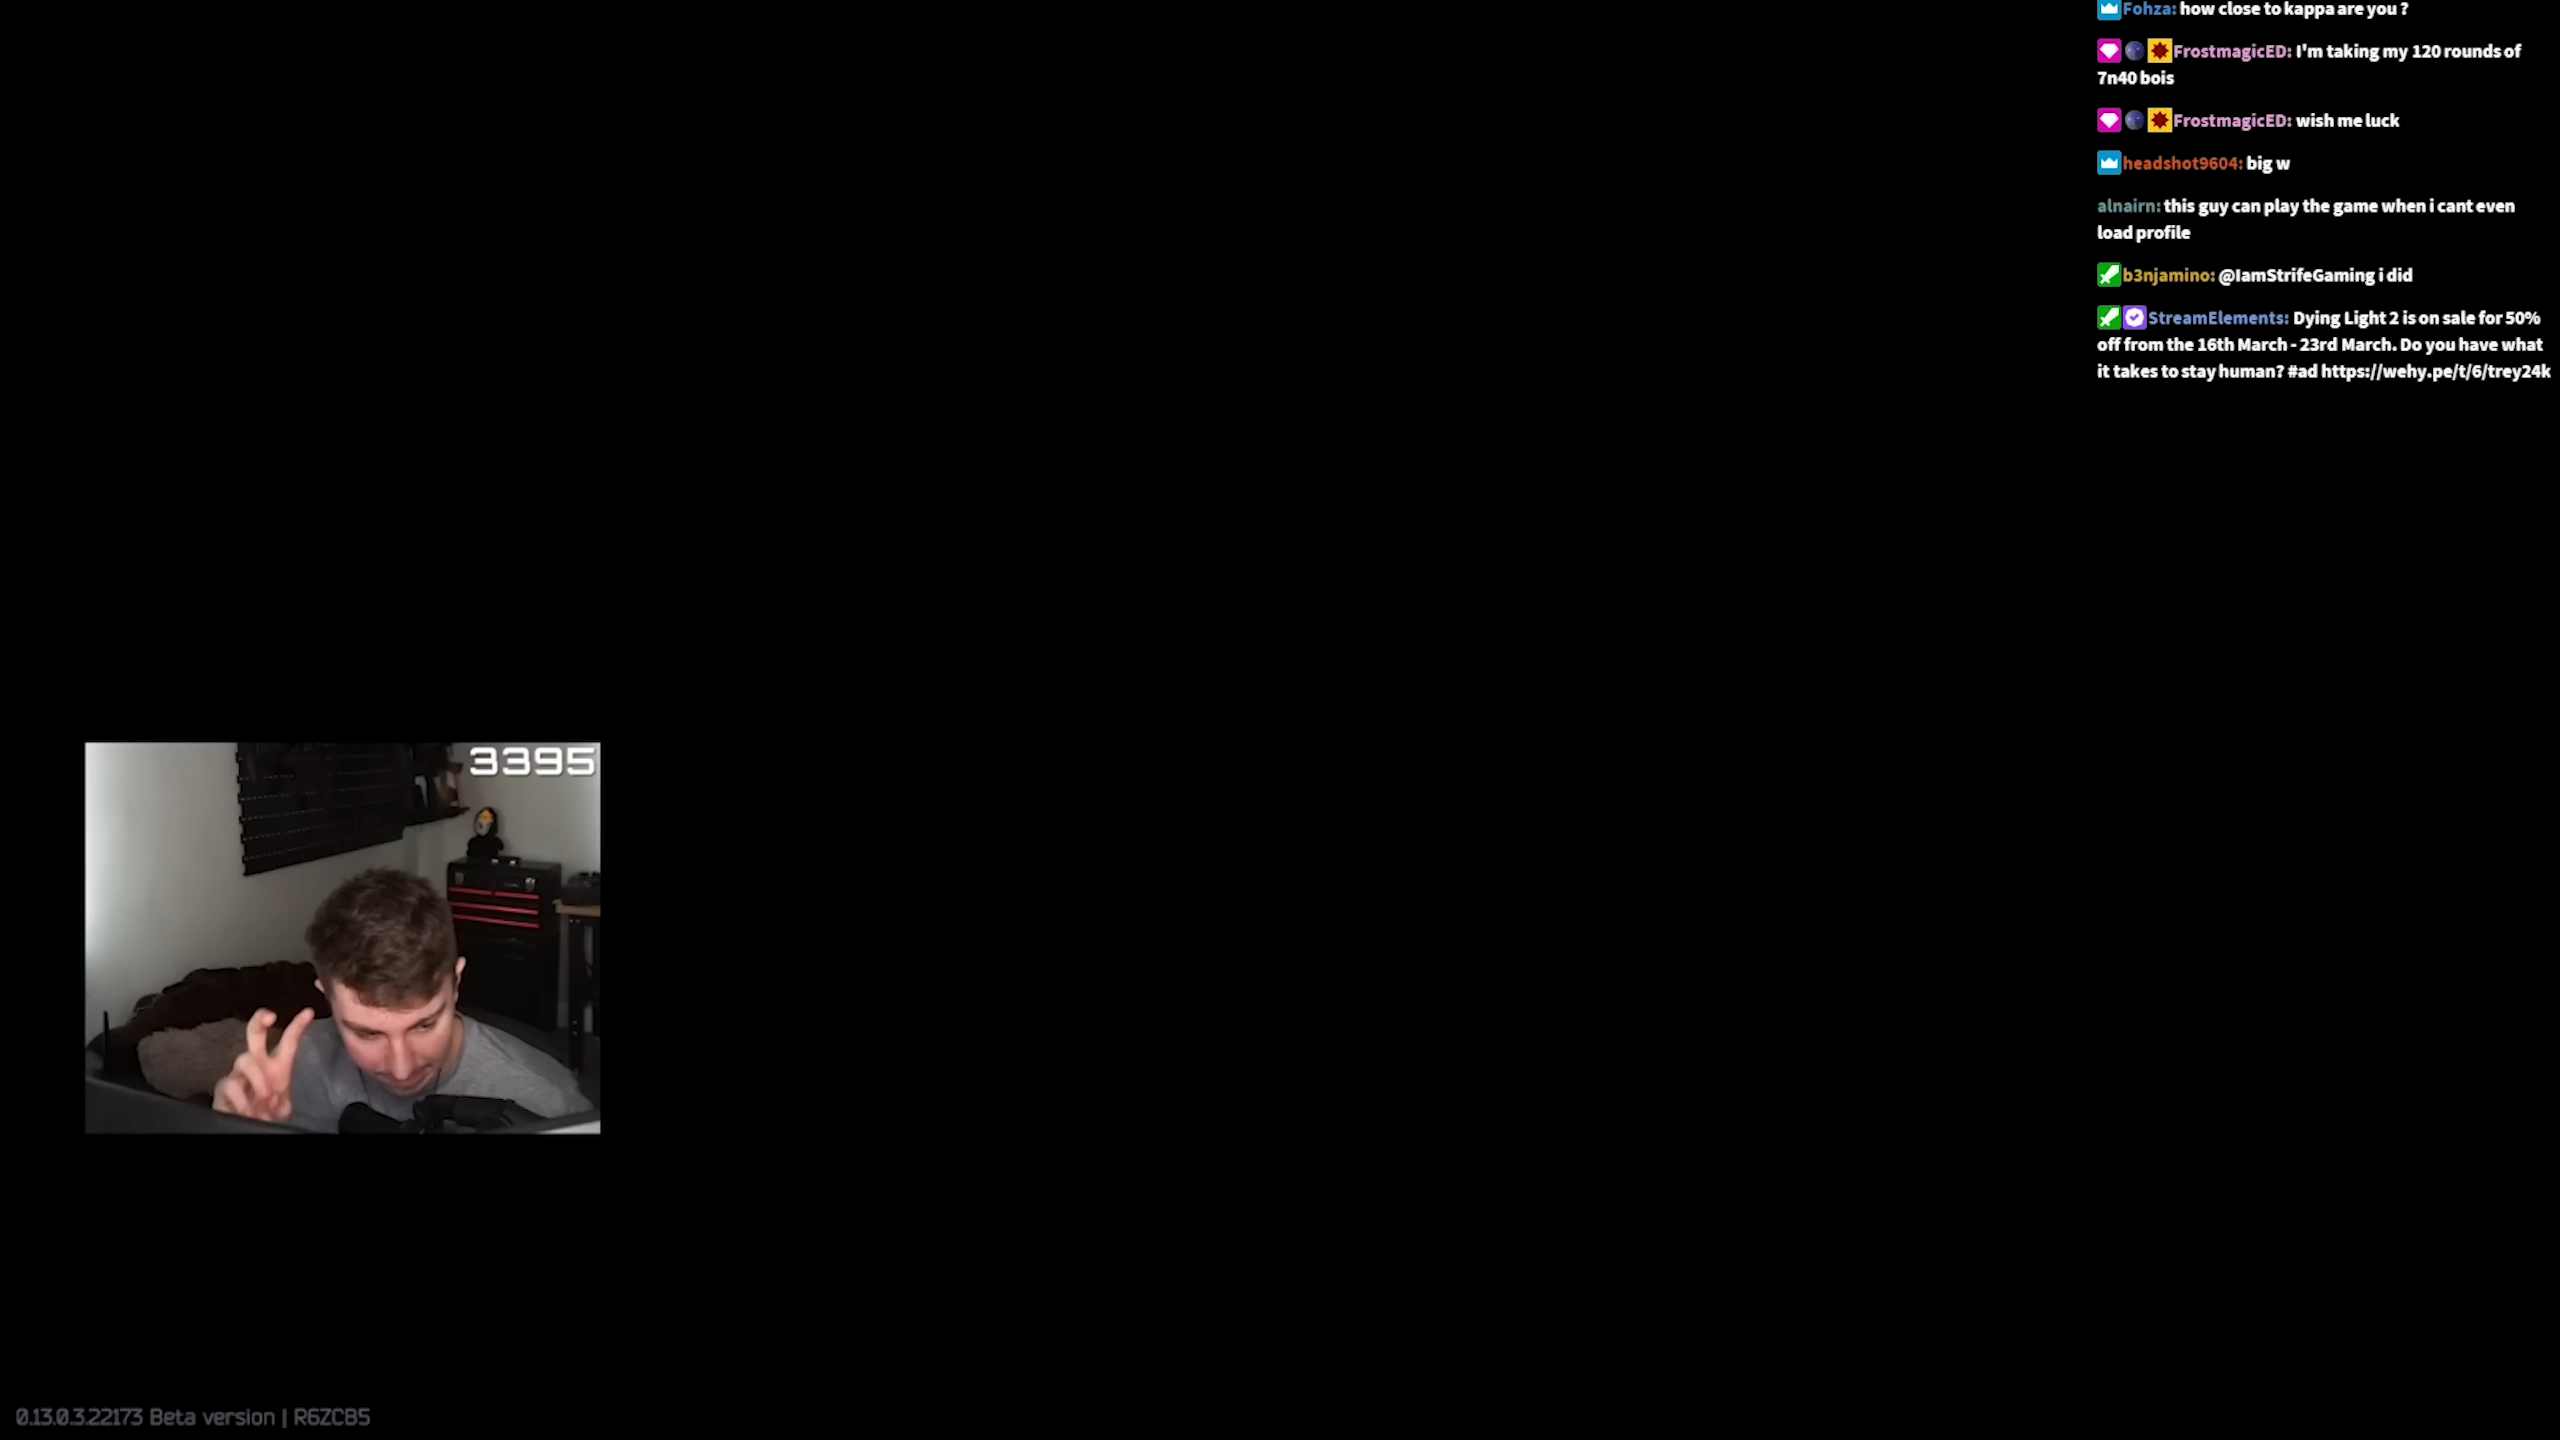 Fohza: how close to kappa are you ?
FrostmagicED: I'm taking my 120 rounds of
7n40 bois
FrostmagicED: wish me luck
headshot9604: big w
alnairn: this guy can play the game when i cant even
load profile
b3njamino: @IamStrifeGaming i did
StreamElements: Dying Light 2 is on sale for 50%
off from the 16th March - 23rd March. Do you have what
it takes to stay human? #ad https://wehy.pe/t/6/trey24k
3395
0.13.0.3.22173 Beta version | R6ZCB5